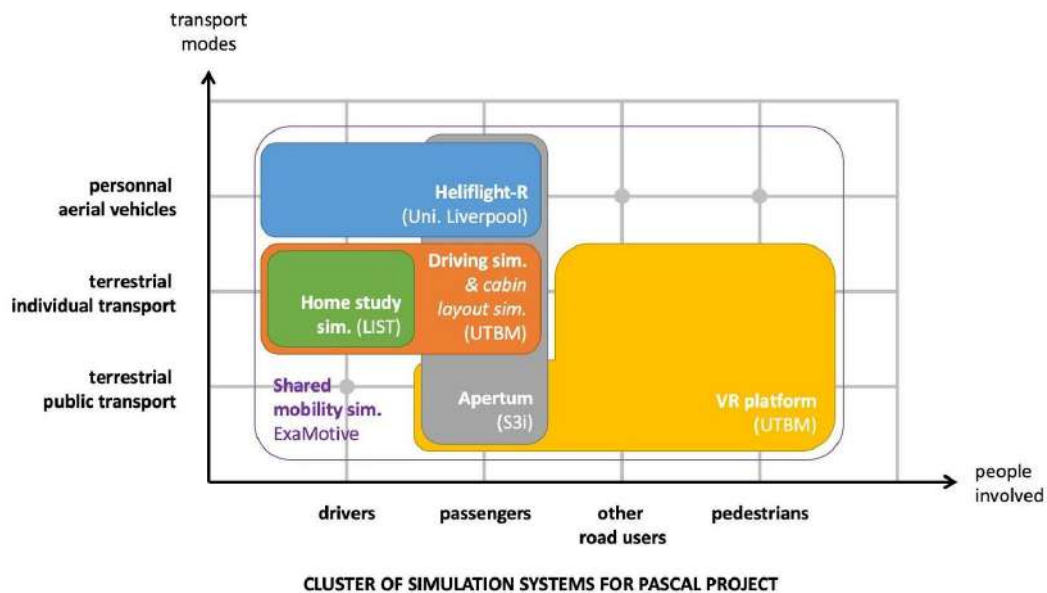 transport
modes
personnal
aerial vehicles
Heliflight-R
(Uni. Liverpool)
terrestrial
individual transport
Home study
sim. (LIST)
Driving sim.
& cabin
layout sim.
(UTBM)
terrestrial
public transport
Shared
mobility sim.
ExaMotive
Apertum
(S3i)
VR platform
(UTBM)
people
involved
drivers
passengers
other
road users
pedestrians
CLUSTER OF SIMULATION SYSTEMS FOR PASCAL PROJECT